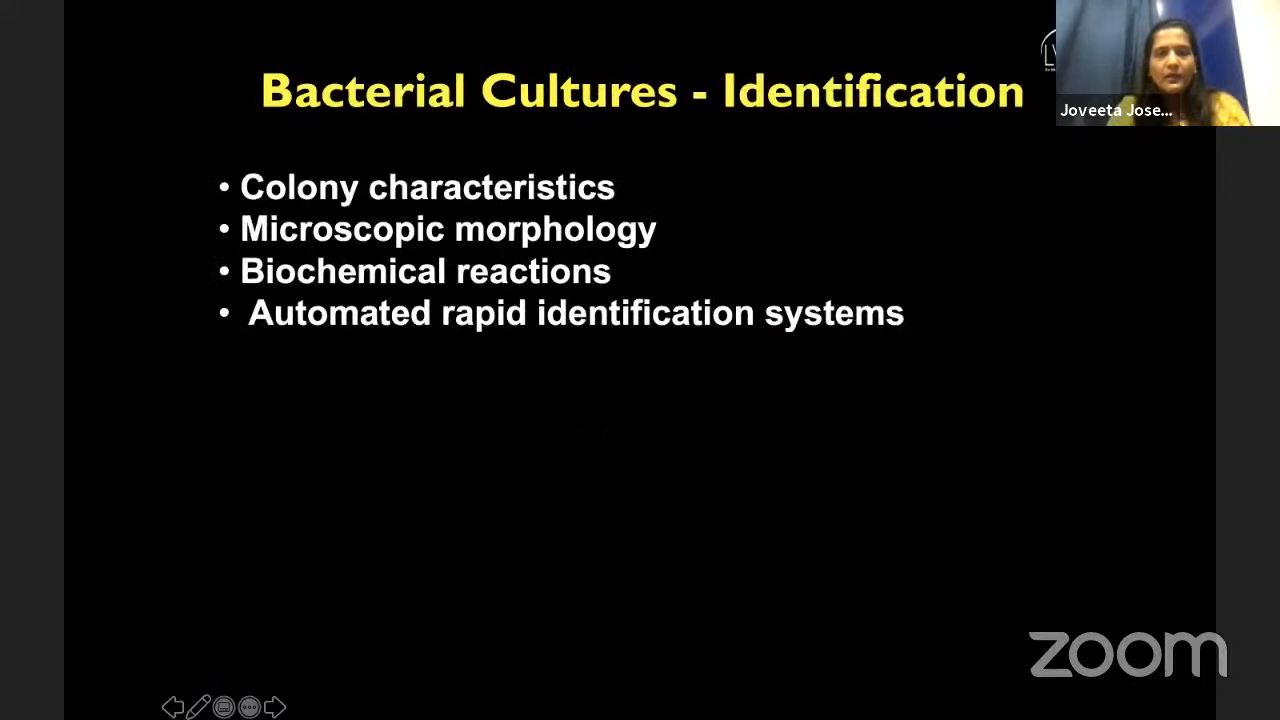 Bacterial Cultures - Identification
Joveeta Jose...
• Colony characteristics
• Microscopic morphology
• Biochemical reactions
• Automated rapid identification systems
zoom